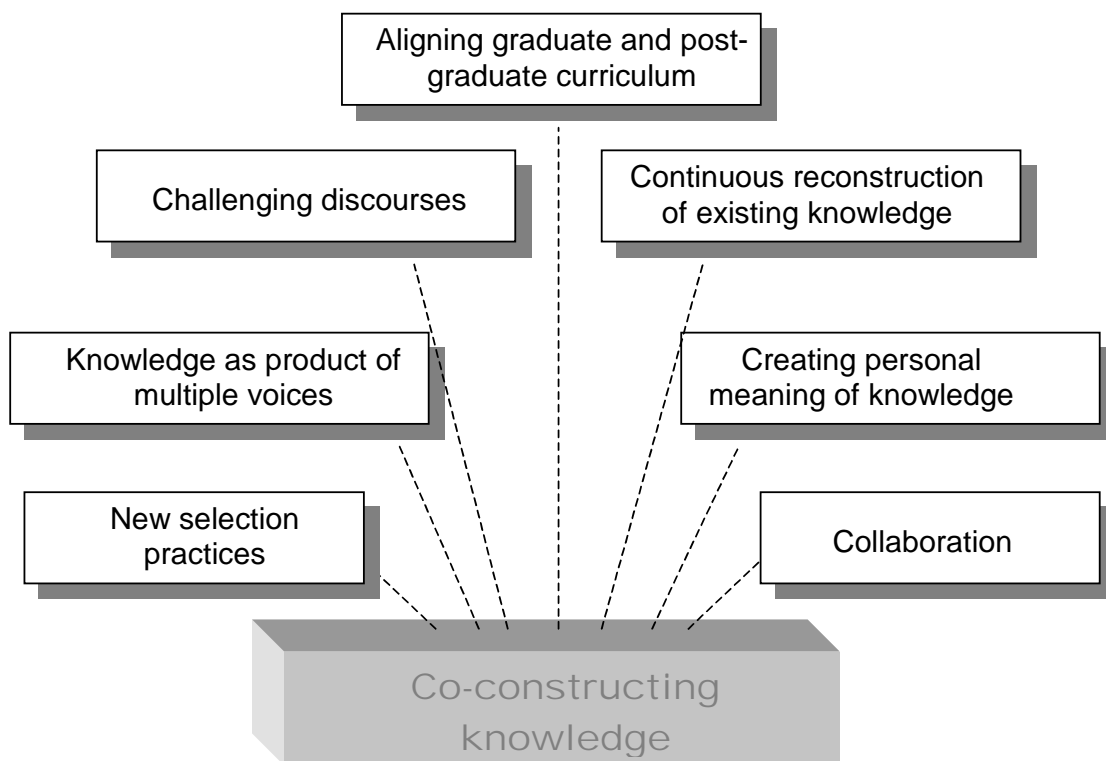 Aligning graduate and post-
graduate curriculum
Challenging discourses
Continuous reconstruction
of existing knowledge
Knowledge as product of
multiple voices
Creating personal
meaning of knowledge
New selection
practices
Collaboration
Co-constructing
knowledge